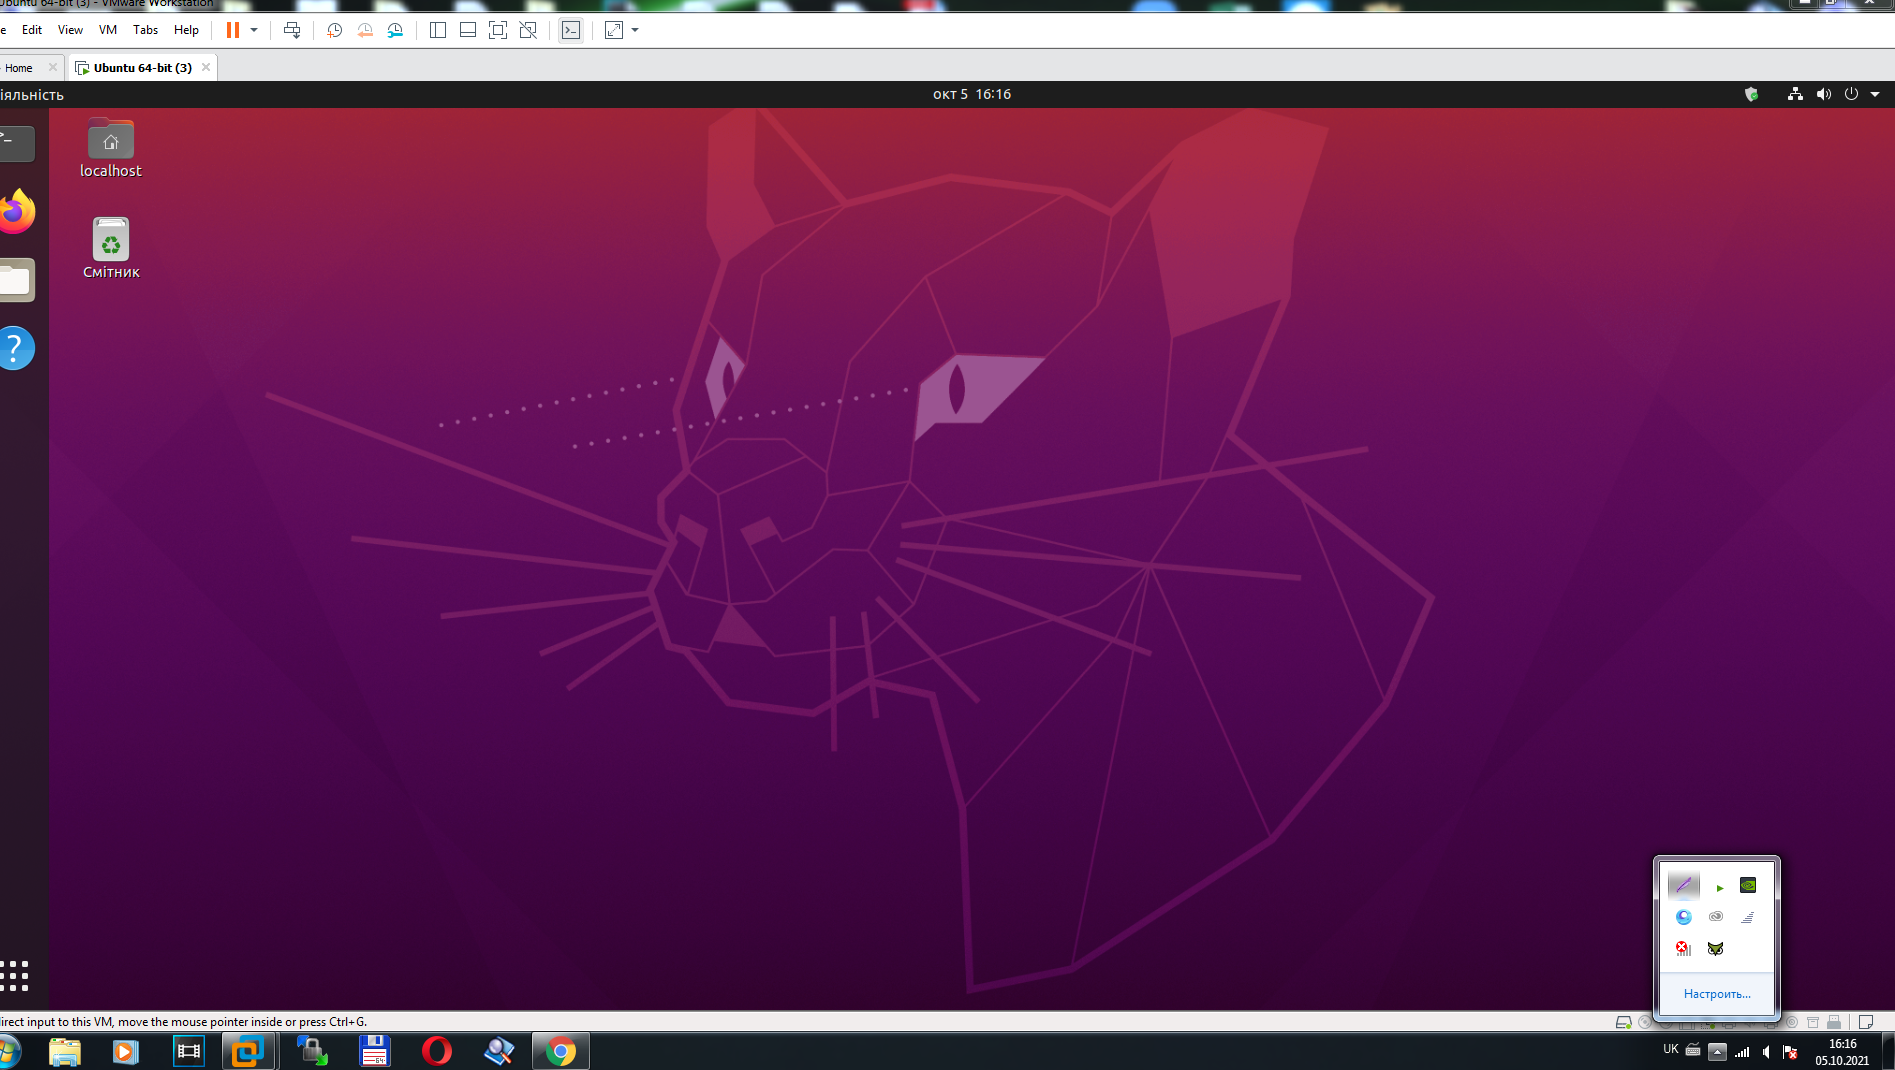 Ubuntu 64-bit (3) - VMware Workstation
e Edit View VM Tabs Help
Home Ubuntu 64-bit (3)
іяльність окт 5 16:16
localhost
Смітник
?
Настроить...
irect input to this VM, move the mouse pointer inside or press Ctrl+G.
64
UK 16:16
05.10.2021